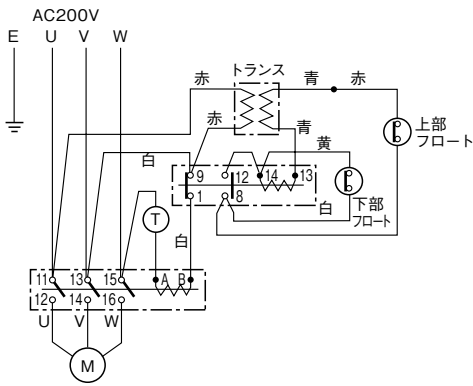 AC200V
E U V W
トランス
赤 青 赤
上部
フロート
赤 青
黄
白
9 12 14 13
下部
フロート
1 8 白
T
白
11 13 15 A B
12 14 16
U V W
M